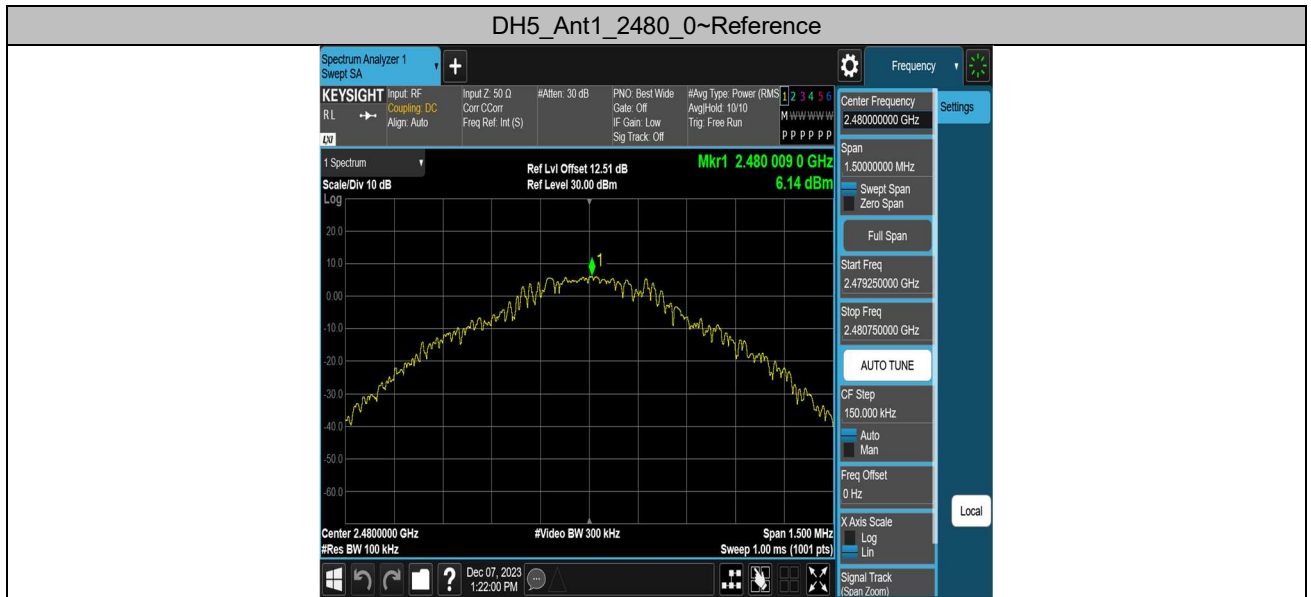 DH5_Ant1_2480_0~Reference
Spectrum Analyzer 1
Swept SA
+
Frequency
KEYSIGHT
RL
LXI
Input: RF
Coupling: DC
Align: Auto
Input Z: 50 Ω
Corr CCorr
Freq Ref: Int (S)
#Atten: 30 dB
PNO: Best Wide
Gate: Off
IF Gain: Low
Sig Track: Off
#Avg Type: Power (RMS
Avg|Hold: 10/10
Trig: Free Run
1 2 3 4 5 6
M W W W W W
P P P P P P
1 Spectrum
Scale/Div 10 dB
Log
Ref Lvl Offset 12.51 dB
Ref Level 30.00 dBm
Mkr1 2.480 009 0 GHz
6.14 dBm
20.0
10.0
0.00
-10.0
-20.0
-30.0
-40.0
-50.0
-60.0
1
Center 2.4800000 GHz
#Res BW 100 kHz
#Video BW 300 kHz
Span 1.500 MHz
Sweep 1.00 ms (1001 pts)
Dec 07, 2023
1:22:00 PM
Center Frequency
2.480000000 GHz
Settings
Span
1.50000000 MHz
Swept Span
Zero Span
Full Span
Start Freq
2.479250000 GHz
Stop Freq
2.480750000 GHz
AUTO TUNE
CF Step
150.000 kHz
Auto
Man
Freq Offset
0 Hz
X Axis Scale
Log
Lin
Local
Signal Track
(Span Zoom)